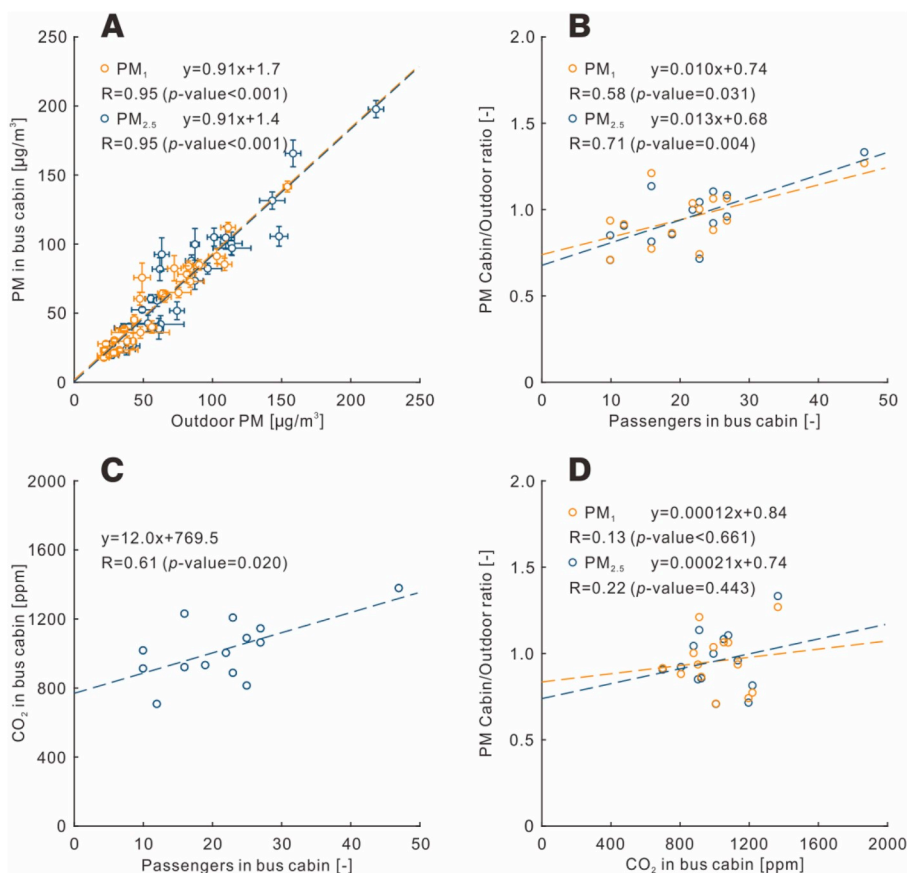 A
250
200
150
100
50
0
PM in bus cabin [µg/m³]
PM₁ y=0.91x+1.7
R=0.95 (p-value<0.001)
PM₂.₅ y=0.91x+1.4
R=0.95 (p-value<0.001)
0 50 100 150 200 250
Outdoor PM [µg/m³]
B
2.0
1.5
1.0
0.5
0
PM Cabin/Outdoor ratio [-]
PM₁ y=0.010x+0.74
R=0.58 (p-value=0.031)
PM₂.₅ y=0.013x+0.68
R=0.71 (p-value=0.004)
0 10 20 30 40 50
Passengers in bus cabin [-]
C
2000
1600
1200
800
400
0
CO₂ in bus cabin [ppm]
y=12.0x+769.5
R=0.61 (p-value=0.020)
0 10 20 30 40 50
Passengers in bus cabin [-]
D
2.0
1.5
1.0
0.5
0
PM Cabin/Outdoor ratio [-]
PM₁ y=0.00012x+0.84
R=0.13 (p-value<0.661)
PM₂.₅ y=0.00021x+0.74
R=0.22 (p-value=0.443)
0 400 800 1200 1600 2000
CO₂ in bus cabin [ppm]